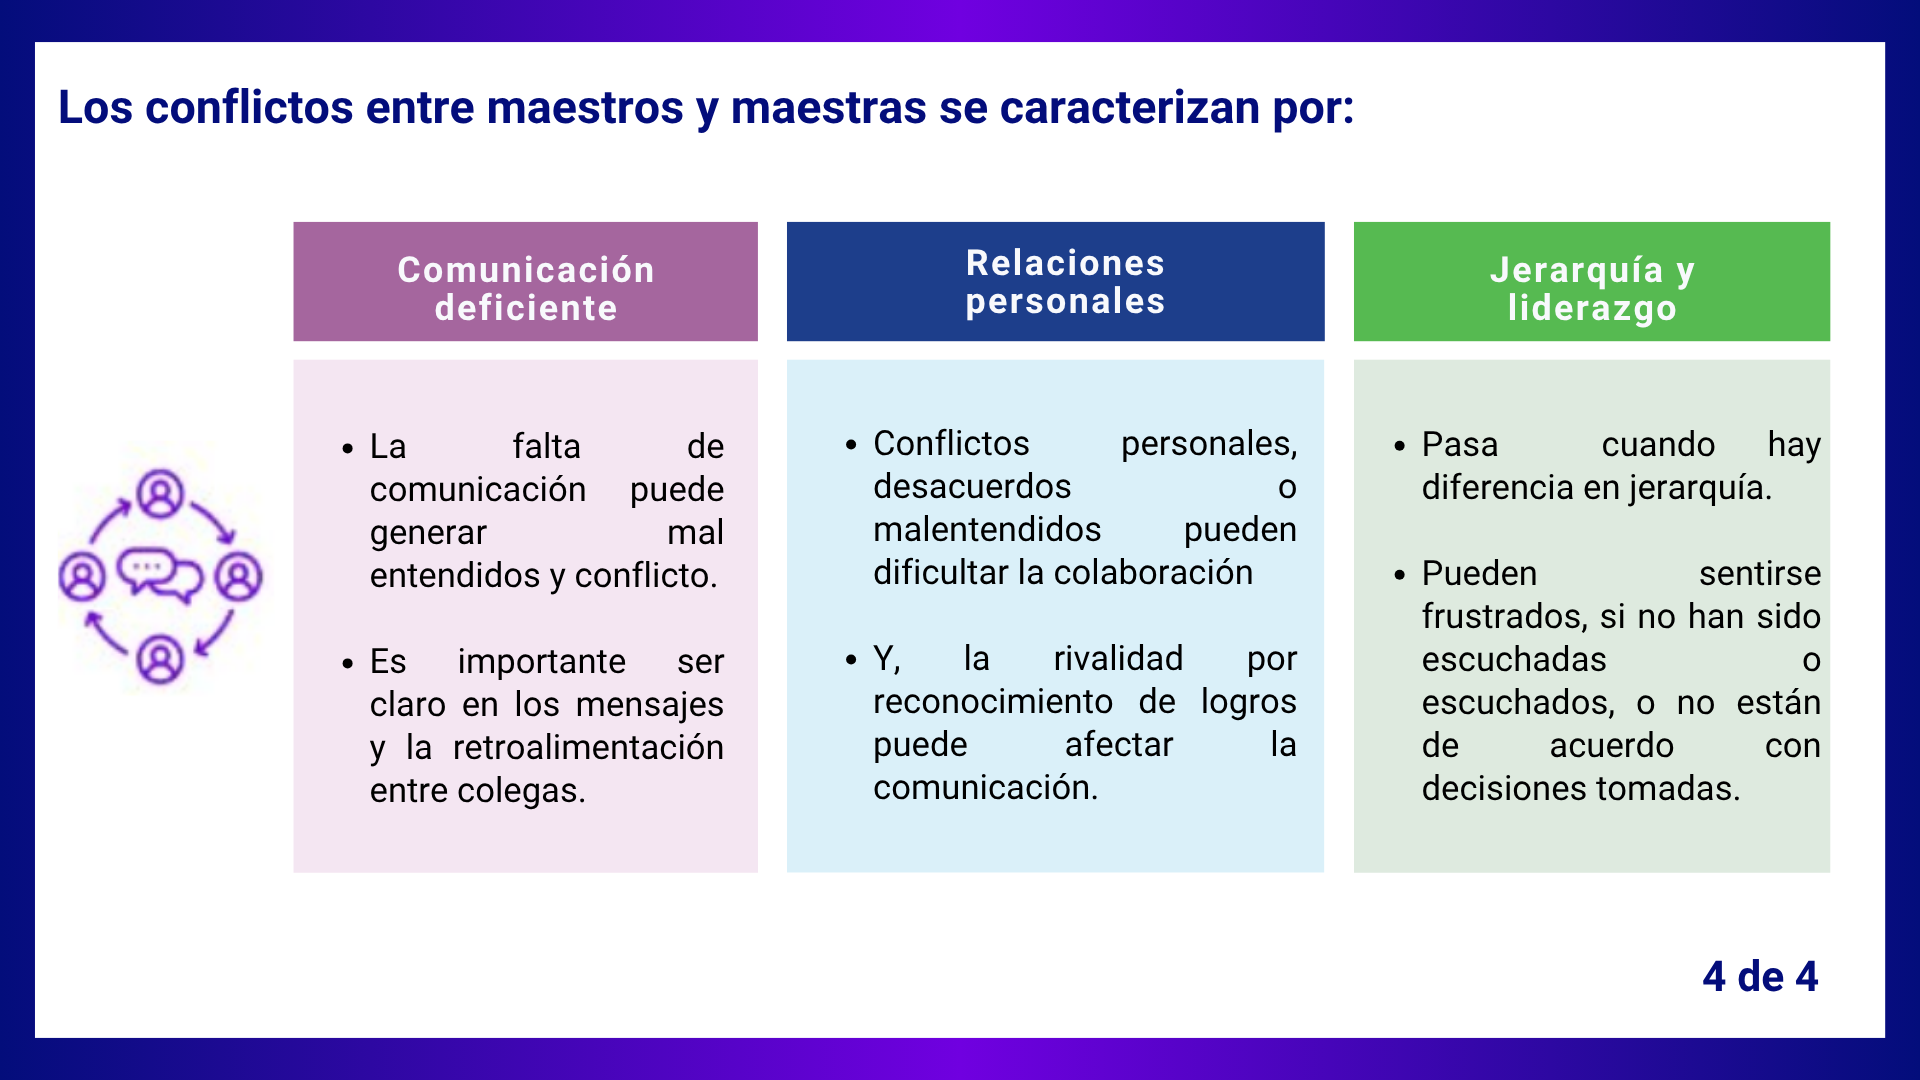 Los conflictos entre maestros y maestras se caracterizan por:
Comunicación
deficiente
• La falta de
comunicación puede
generar mal
entendidos y conflicto.
• Es importante ser
claro en los mensajes
y la retroalimentación
entre colegas.
Relaciones
personales
• Conflictos personales,
desacuerdos o
malentendidos pueden
dificultar la colaboración
• Y, la rivalidad por
reconocimiento de logros
puede afectar la
comunicación.
Jerarquía y
liderazgo
• Pasa cuando hay
diferencia en jerarquía.
• Pueden sentirse
frustrados, si no han sido
escuchadas o
escuchados, o no están
de acuerdo con
decisiones tomadas.
4 de 4